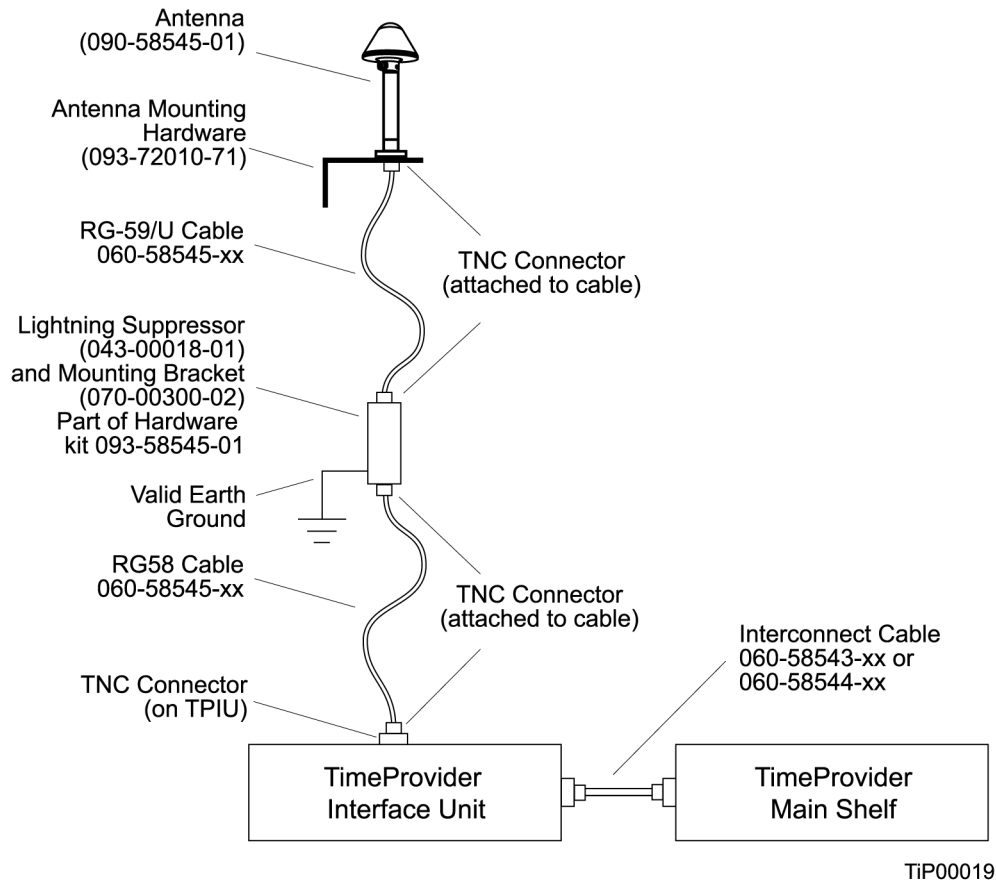 Antenna
(090-58545-01)
Antenna Mounting
Hardware
(093-72010-71)
RG-59/U Cable
060-58545-xx
TNC Connector
(attached to cable)
Lightning Suppressor
(043-00018-01)
and Mounting Bracket
(070-00300-02)
Part of Hardware
kit 093-58545-01
Valid Earth
Ground
RG58 Cable
060-58545-xx
TNC Connector
(attached to cable)
Interconnect Cable
060-58543-xx or
060-58544-xx
TNC Connector
(on TPIU)
TimeProvider
Interface Unit
TimeProvider
Main Shelf
TiP00019